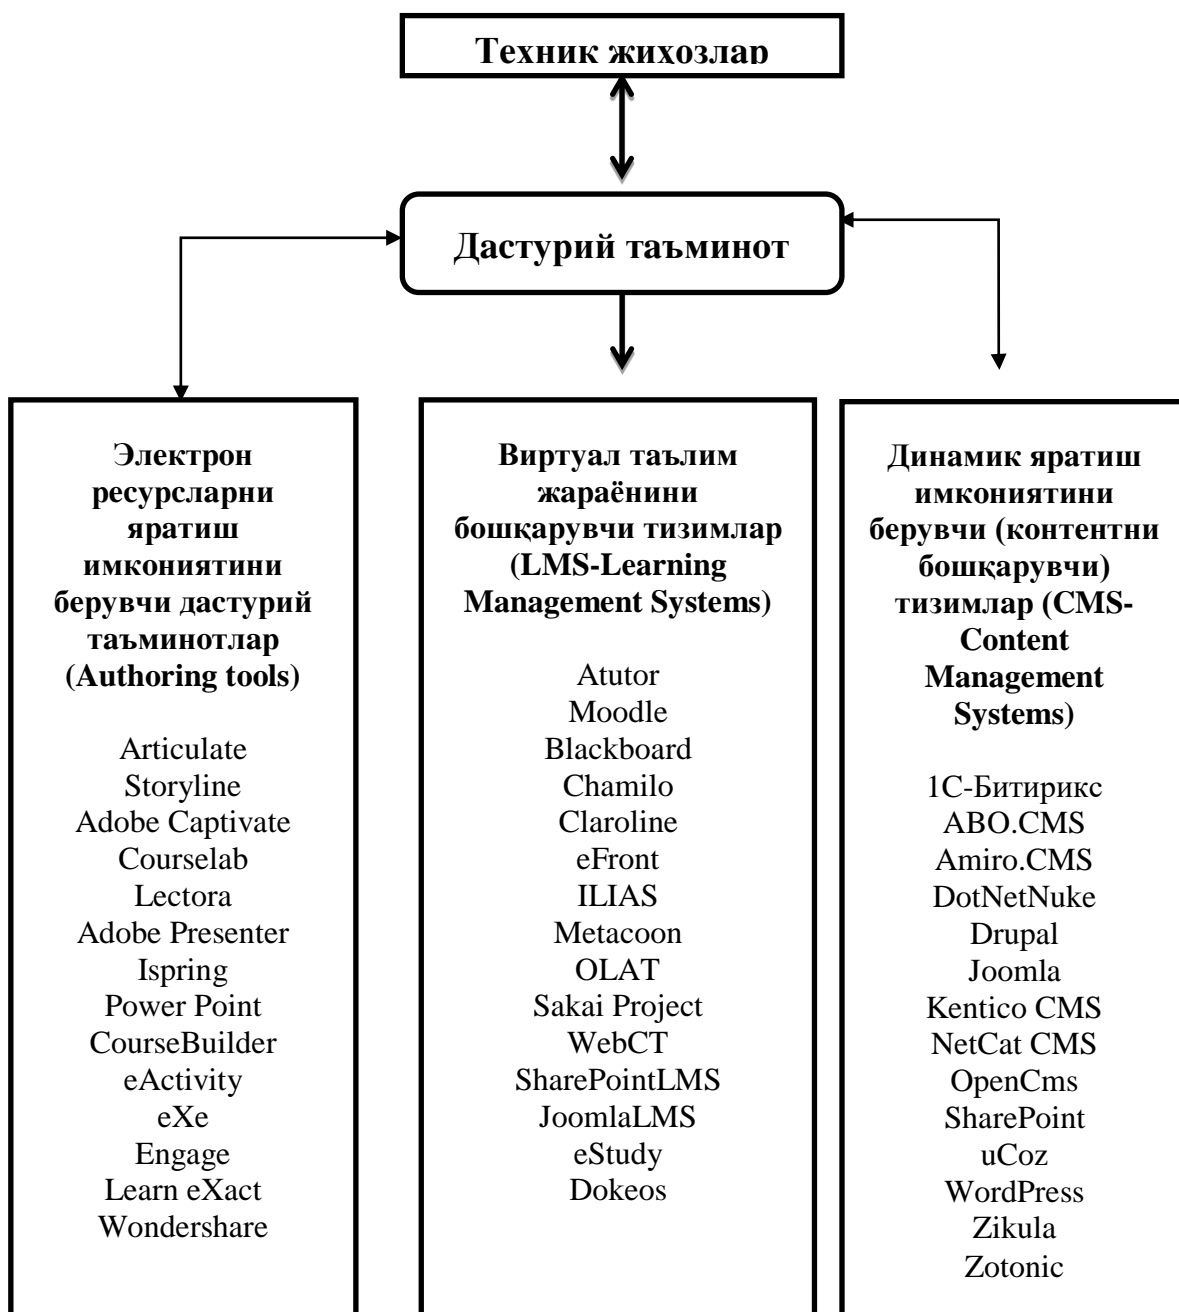 Техник жихозлар
Дастурий таъминот
Электрон
ресурсларни
яратиш
имкониятини
берувчи дастурий
таъминотлар
(Authoring tools)
Articulate
Storyline
Adobe Captivate
Courselab
Lectora
Adobe Presenter
Ispring
Power Point
CourseBuilder
eActivity
eXe
Engage
Learn eXact
Wondershare
Виртуал таълим
жараёнини
бошқарувчи тизимлар
(LMS-Learning
Management Systems)
Atutor
Moodle
Blackboard
Chamilo
Claroline
eFront
ILIAS
Metacoon
OLAT
Sakai Project
WebCT
SharePointLMS
JoomlaLMS
eStudy
Dokeos
Динамик яратиш
имкониятини
берувчи (контентни
бошқарувчи)
тизимлар (CMS-
Content
Management
Systems)
1С-Битирикс
ABO.CMS
Amiro.CMS
DotNetNuke
Drupal
Joomla
Kentico CMS
NetCat CMS
OpenCms
SharePoint
uCoz
WordPress
Zikula
Zotonic